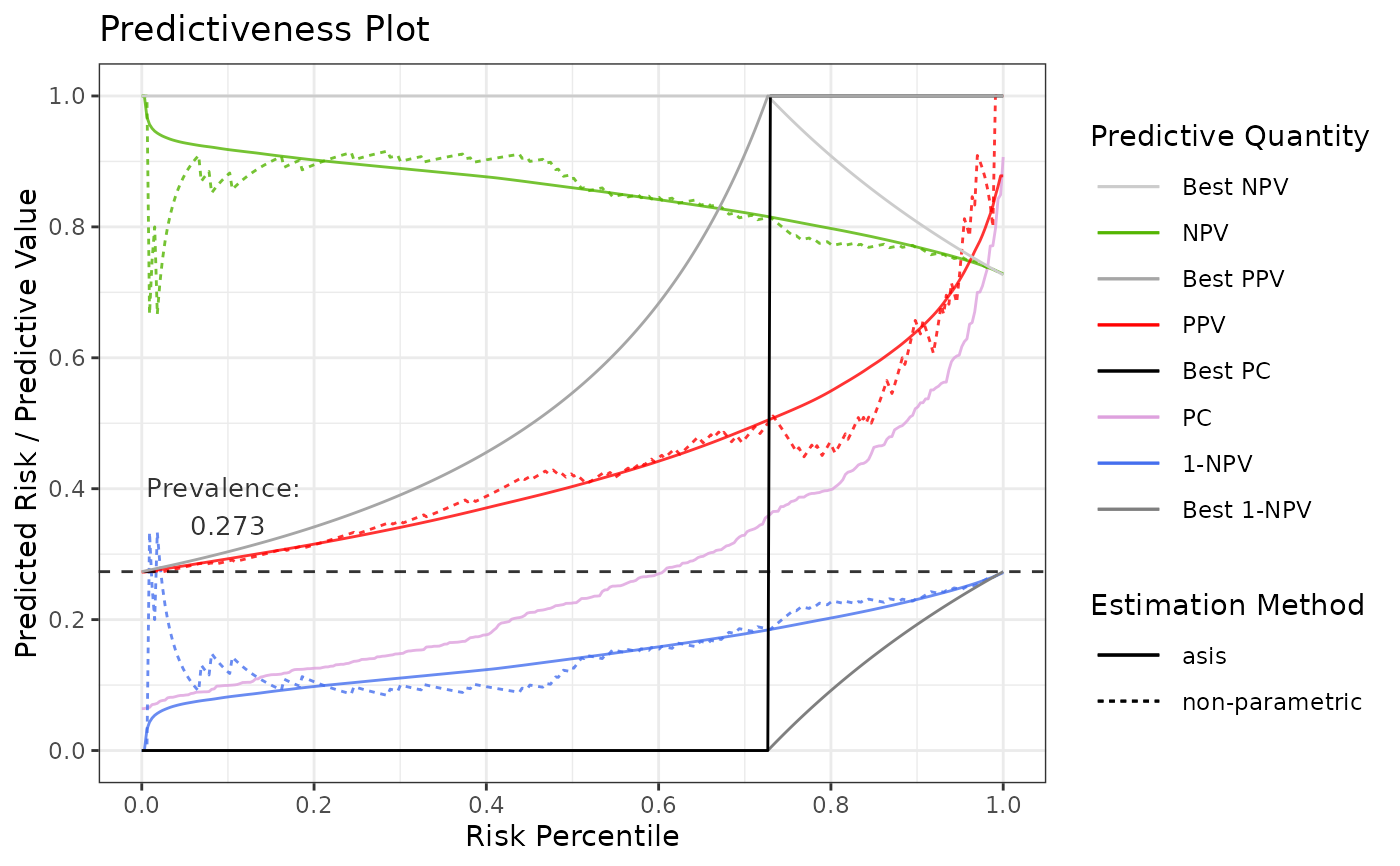 Predictiveness Plot
Predicted Risk / Predictive Value
1.0
0.8
0.6
0.4
0.2
0.0
Prevalence:
0.273
0.0 0.2 0.4 0.6 0.8 1.0
Risk Percentile
Predictive Quantity
Best NPV
NPV
Best PPV
PPV
Best PC
PC
1-NPV
Best 1-NPV
Estimation Method
asis
non-parametric